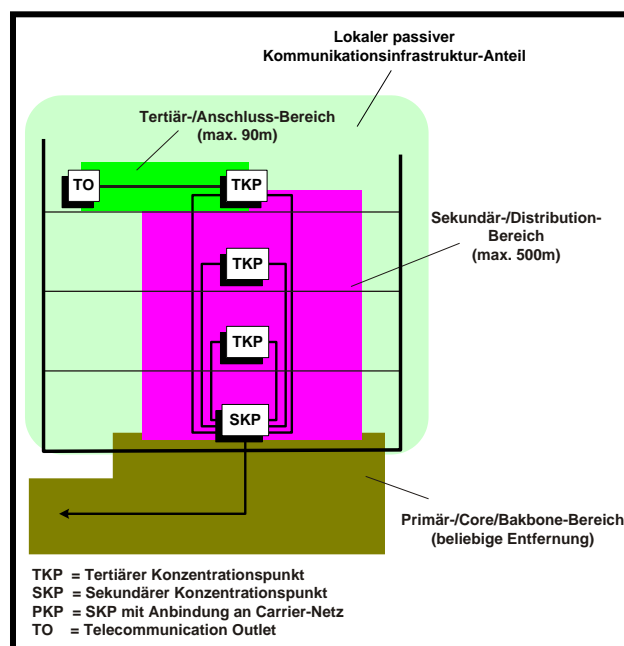 Lokaler passiver
Kommunikationsinfrastruktur-Anteil
Tertiär-/Anschluss-Bereich
(max. 90m)
TO
TKP
Sekundär-/Distribution-
Bereich
(max. 500m)
TKP
TKP
SKP
Primär-/Core/Bakbone-Bereich
(beliebige Entfernung)
TKP = Tertiärer Konzentrationspunkt
SKP = Sekundärer Konzentrationspunkt
PKP = SKP mit Anbindung an Carrier-Netz
TO = Telecommunication Outlet